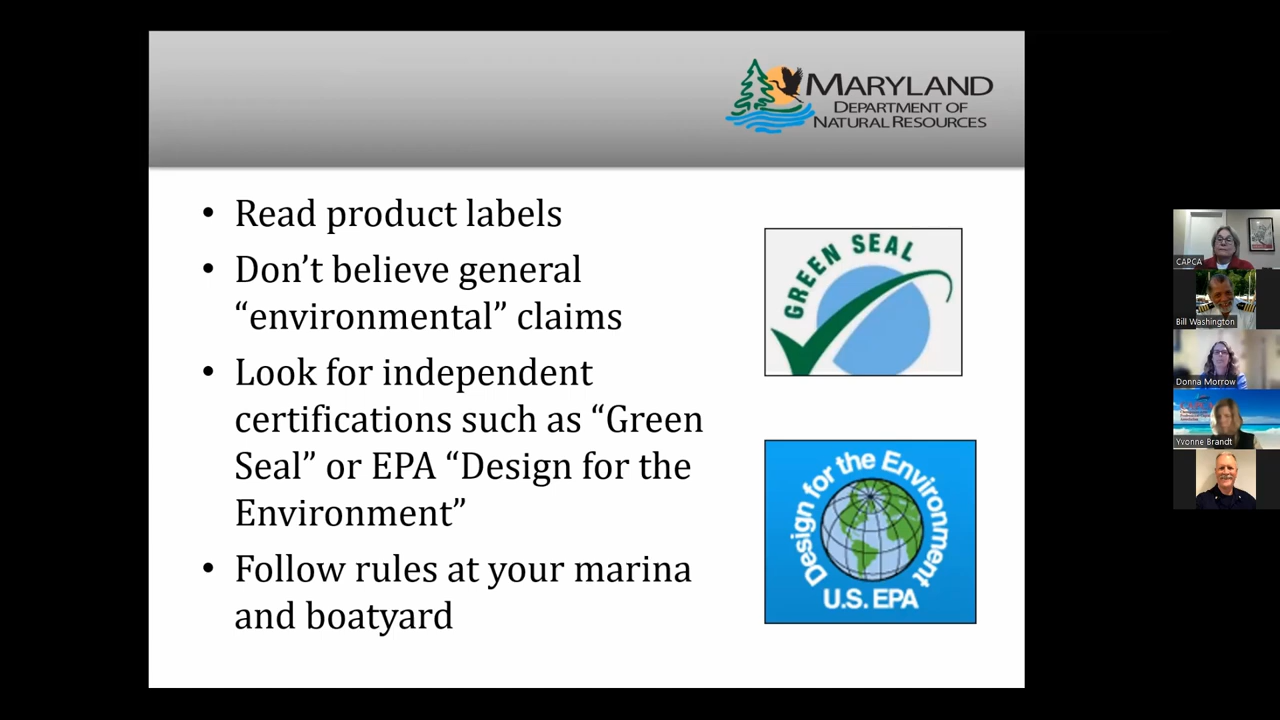 MARYLAND
DEPARTMENT OF
NATURAL RESOURCES
• Read product labels
• Don’t believe general
“environmental” claims
• Look for independent
certifications such as “Green
Seal” or EPA “Design for the
Environment”
• Follow rules at your marina
and boatyard
GREEN SEAL
Design for the Environment
U.S. EPA
CAPCA
Bill Washington
Donna Morrow
Yvonne Brandt